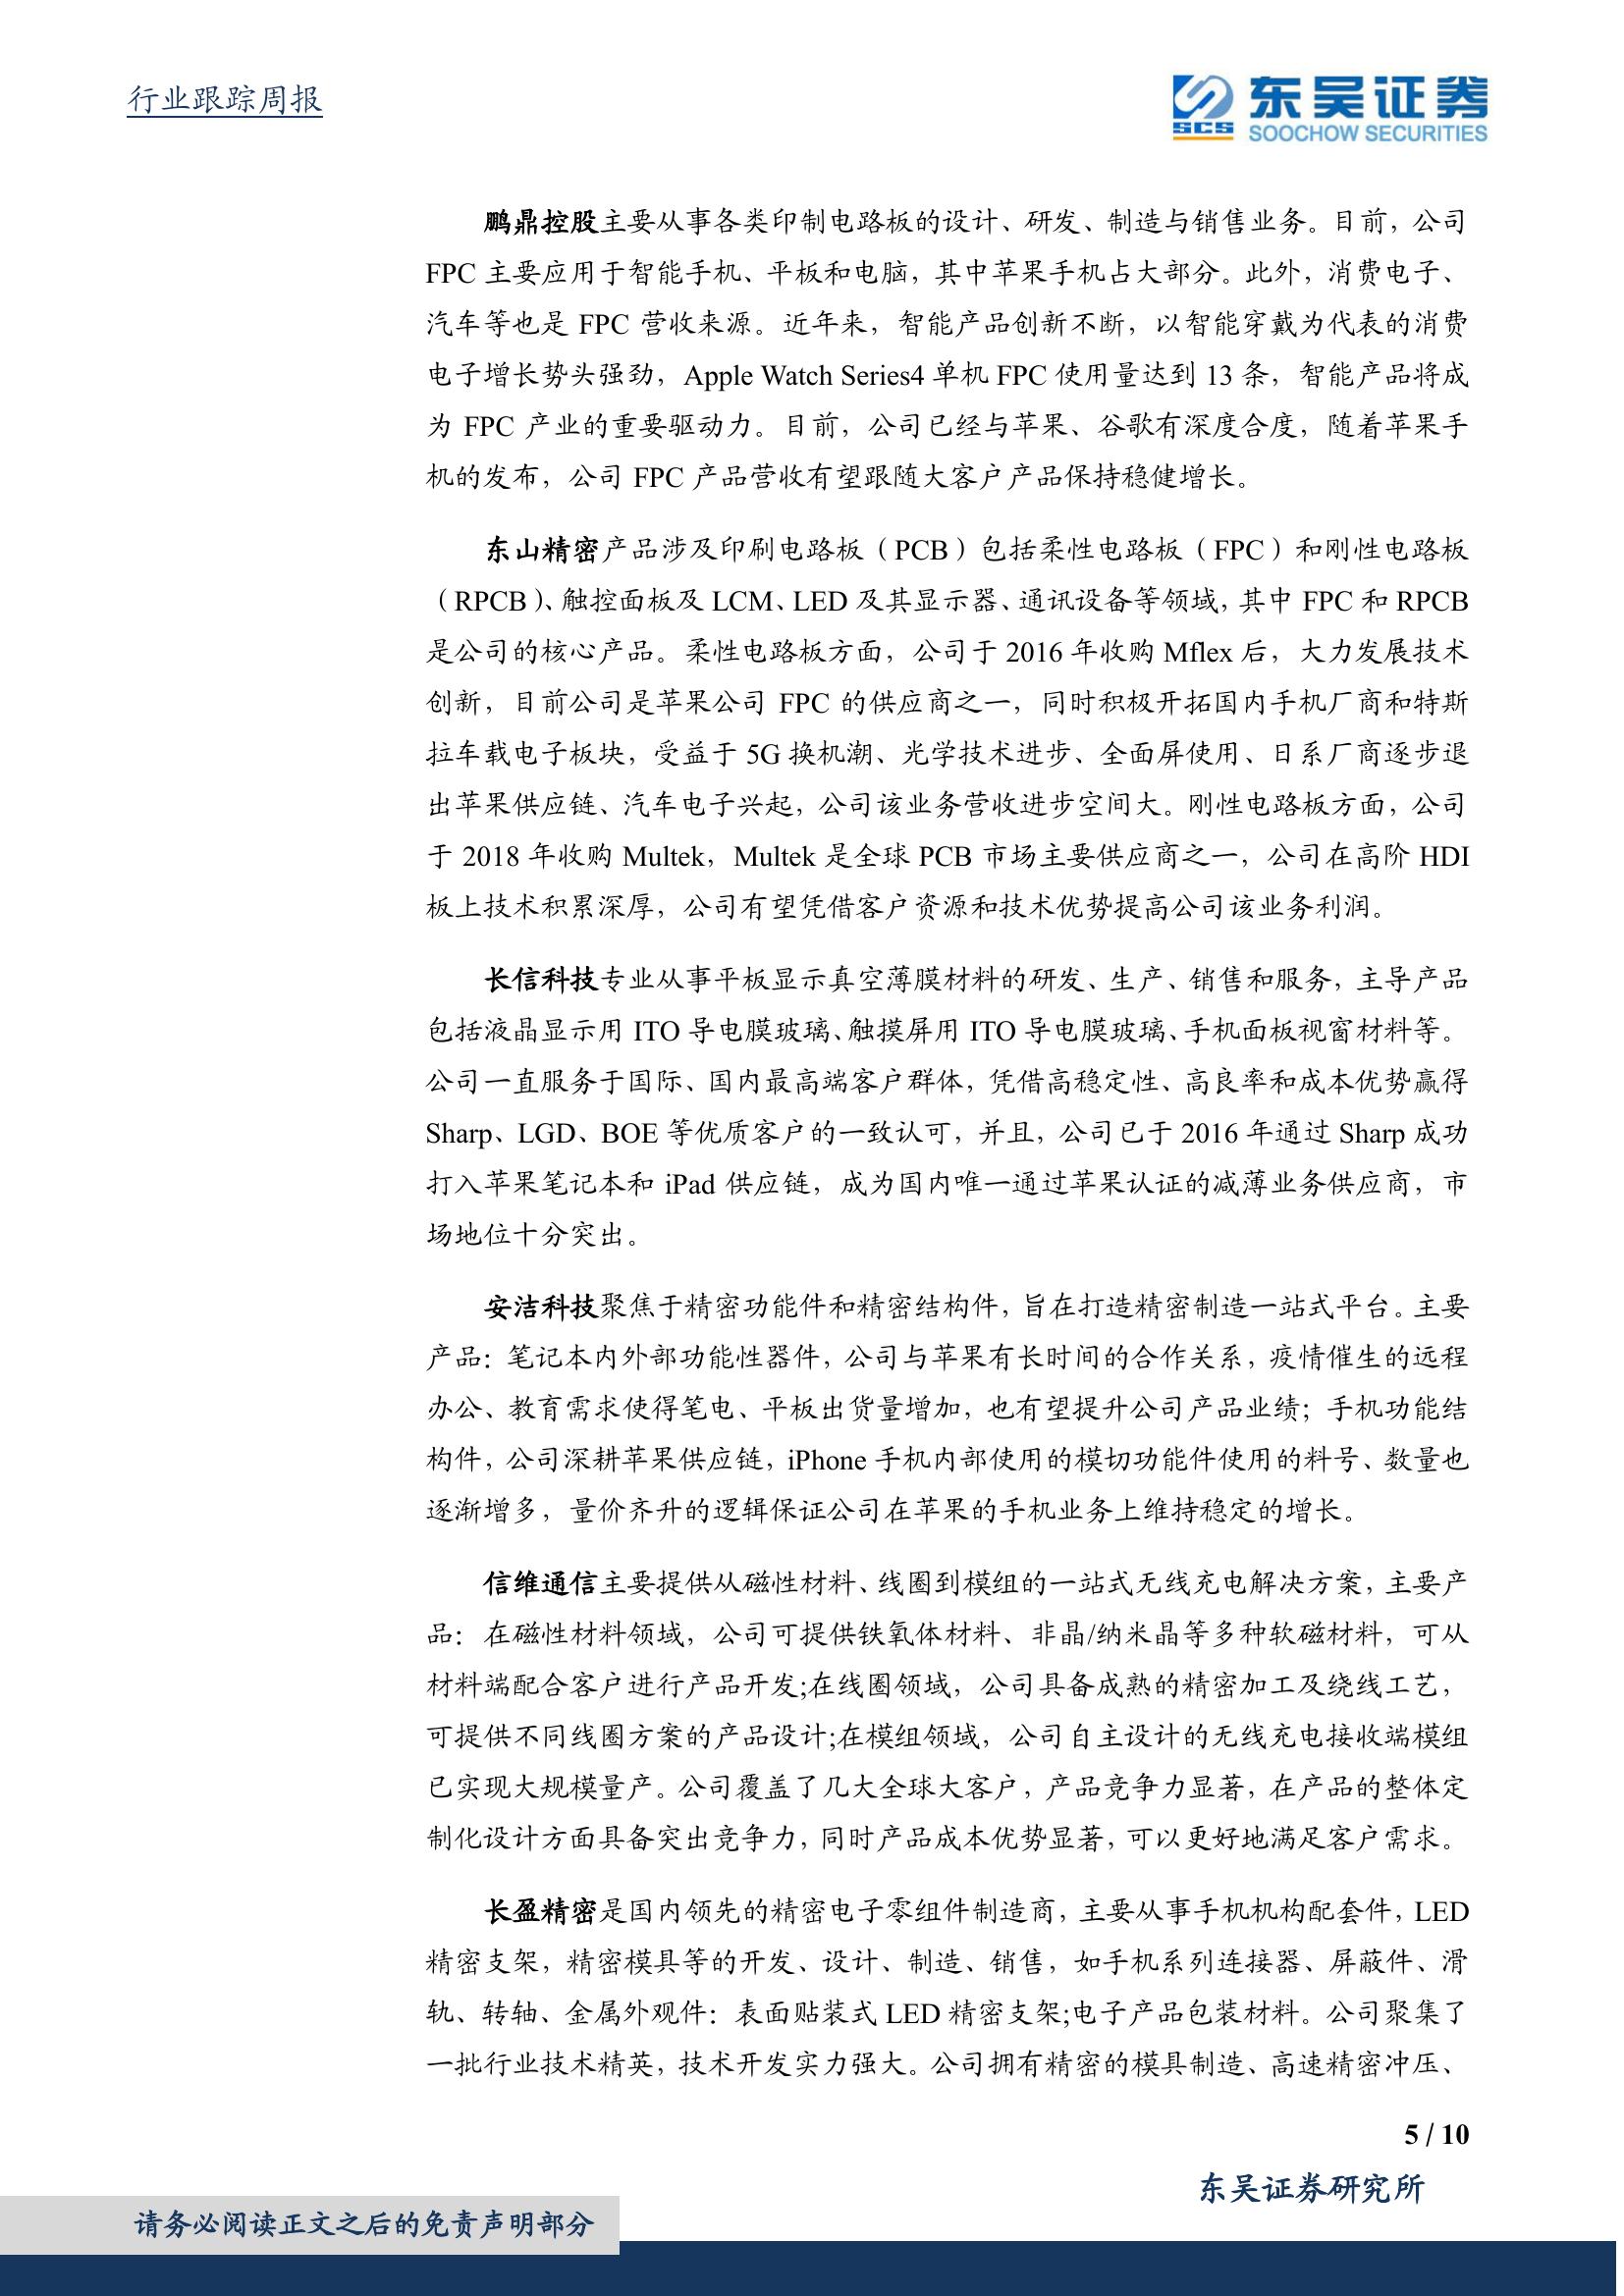 行业跟踪周报
SCS 东吴证券
SOOCHOW SECURITIES
鹏鼎控股主要从事各类印制电路板的设计、研发、制造与销售业务。目前，公司
FPC 主要应用于智能手机、平板和电脑，其中苹果手机占大部分。此外，消费电子、
汽车等也是 FPC 营收来源。近年来，智能产品创新不断，以智能穿戴为代表的消费
电子增长势头强劲，Apple Watch Series4 单机 FPC 使用量达到 13 条，智能产品将成
为 FPC 产业的重要驱动力。目前，公司已经与苹果、谷歌有深度合度，随着苹果手
机的发布，公司 FPC 产品营收有望跟随大客户产品保持稳健增长。
东山精密产品涉及印刷电路板（PCB）包括柔性电路板（FPC）和刚性电路板
（RPCB）、触控面板及 LCM、LED 及其显示器、通讯设备等领域，其中 FPC 和 RPCB
是公司的核心产品。柔性电路板方面，公司于 2016 年收购 Mflex 后，大力发展技术
创新，目前公司是苹果公司 FPC 的供应商之一，同时积极开拓国内手机厂商和特斯
拉车载电子板块，受益于 5G 换机潮、光学技术进步、全面屏使用、日系厂商逐步退
出苹果供应链、汽车电子兴起，公司该业务营收进步空间大。刚性电路板方面，公司
于 2018 年收购 Multek，Multek 是全球 PCB 市场主要供应商之一，公司在高阶 HDI
板上技术积累深厚，公司有望凭借客户资源和技术优势提高公司该业务利润。
长信科技专业从事平板显示真空薄膜材料的研发、生产、销售和服务，主导产品
包括液晶显示用 ITO 导电膜玻璃、触摸屏用 ITO 导电膜玻璃、手机面板视窗材料等。
公司一直服务于国际、国内最高端客户群体，凭借高稳定性、高良率和成本优势赢得
Sharp、LGD、BOE 等优质客户的一致认可，并且，公司已于 2016 年通过 Sharp 成功
打入苹果笔记本和 iPad 供应链，成为国内唯一通过苹果认证的减薄业务供应商，市
场地位十分突出。
安洁科技聚焦于精密功能件和精密结构件，旨在打造精密制造一站式平台。主要
产品：笔记本内外部功能性器件，公司与苹果有长时间的合作关系，疫情催生的远程
办公、教育需求使得笔电、平板出货量增加，也有望提升公司产品业绩；手机功能结
构件，公司深耕苹果供应链，iPhone 手机内部使用的模切功能件使用的料号、数量也
逐渐增多，量价齐升的逻辑保证公司在苹果的手机业务上维持稳定的增长。
信维通信主要提供从磁性材料、线圈到模组的一站式无线充电解决方案，主要产
品：在磁性材料领域，公司可提供铁氧体材料、非晶/纳米晶等多种软磁材料，可从
材料端配合客户进行产品开发;在线圈领域，公司具备成熟的精密加工及绕线工艺，
可提供不同线圈方案的产品设计;在模组领域，公司自主设计的无线充电接收端模组
已实现大规模量产。公司覆盖了几大全球大客户，产品竞争力显著，在产品的整体定
制化设计方面具备突出竞争力，同时产品成本优势显著，可以更好地满足客户需求。
长盈精密是国内领先的精密电子零组件制造商，主要从事手机机构配套件，LED
精密支架，精密模具等的开发、设计、制造、销售，如手机系列连接器、屏蔽件、滑
轨、转轴、金属外观件：表面贴装式 LED 精密支架;电子产品包装材料。公司聚集了
一批行业技术精英，技术开发实力强大。公司拥有精密的模具制造、高速精密冲压、
5 / 10
东吴证券研究所
请务必阅读正文之后的免责声明部分